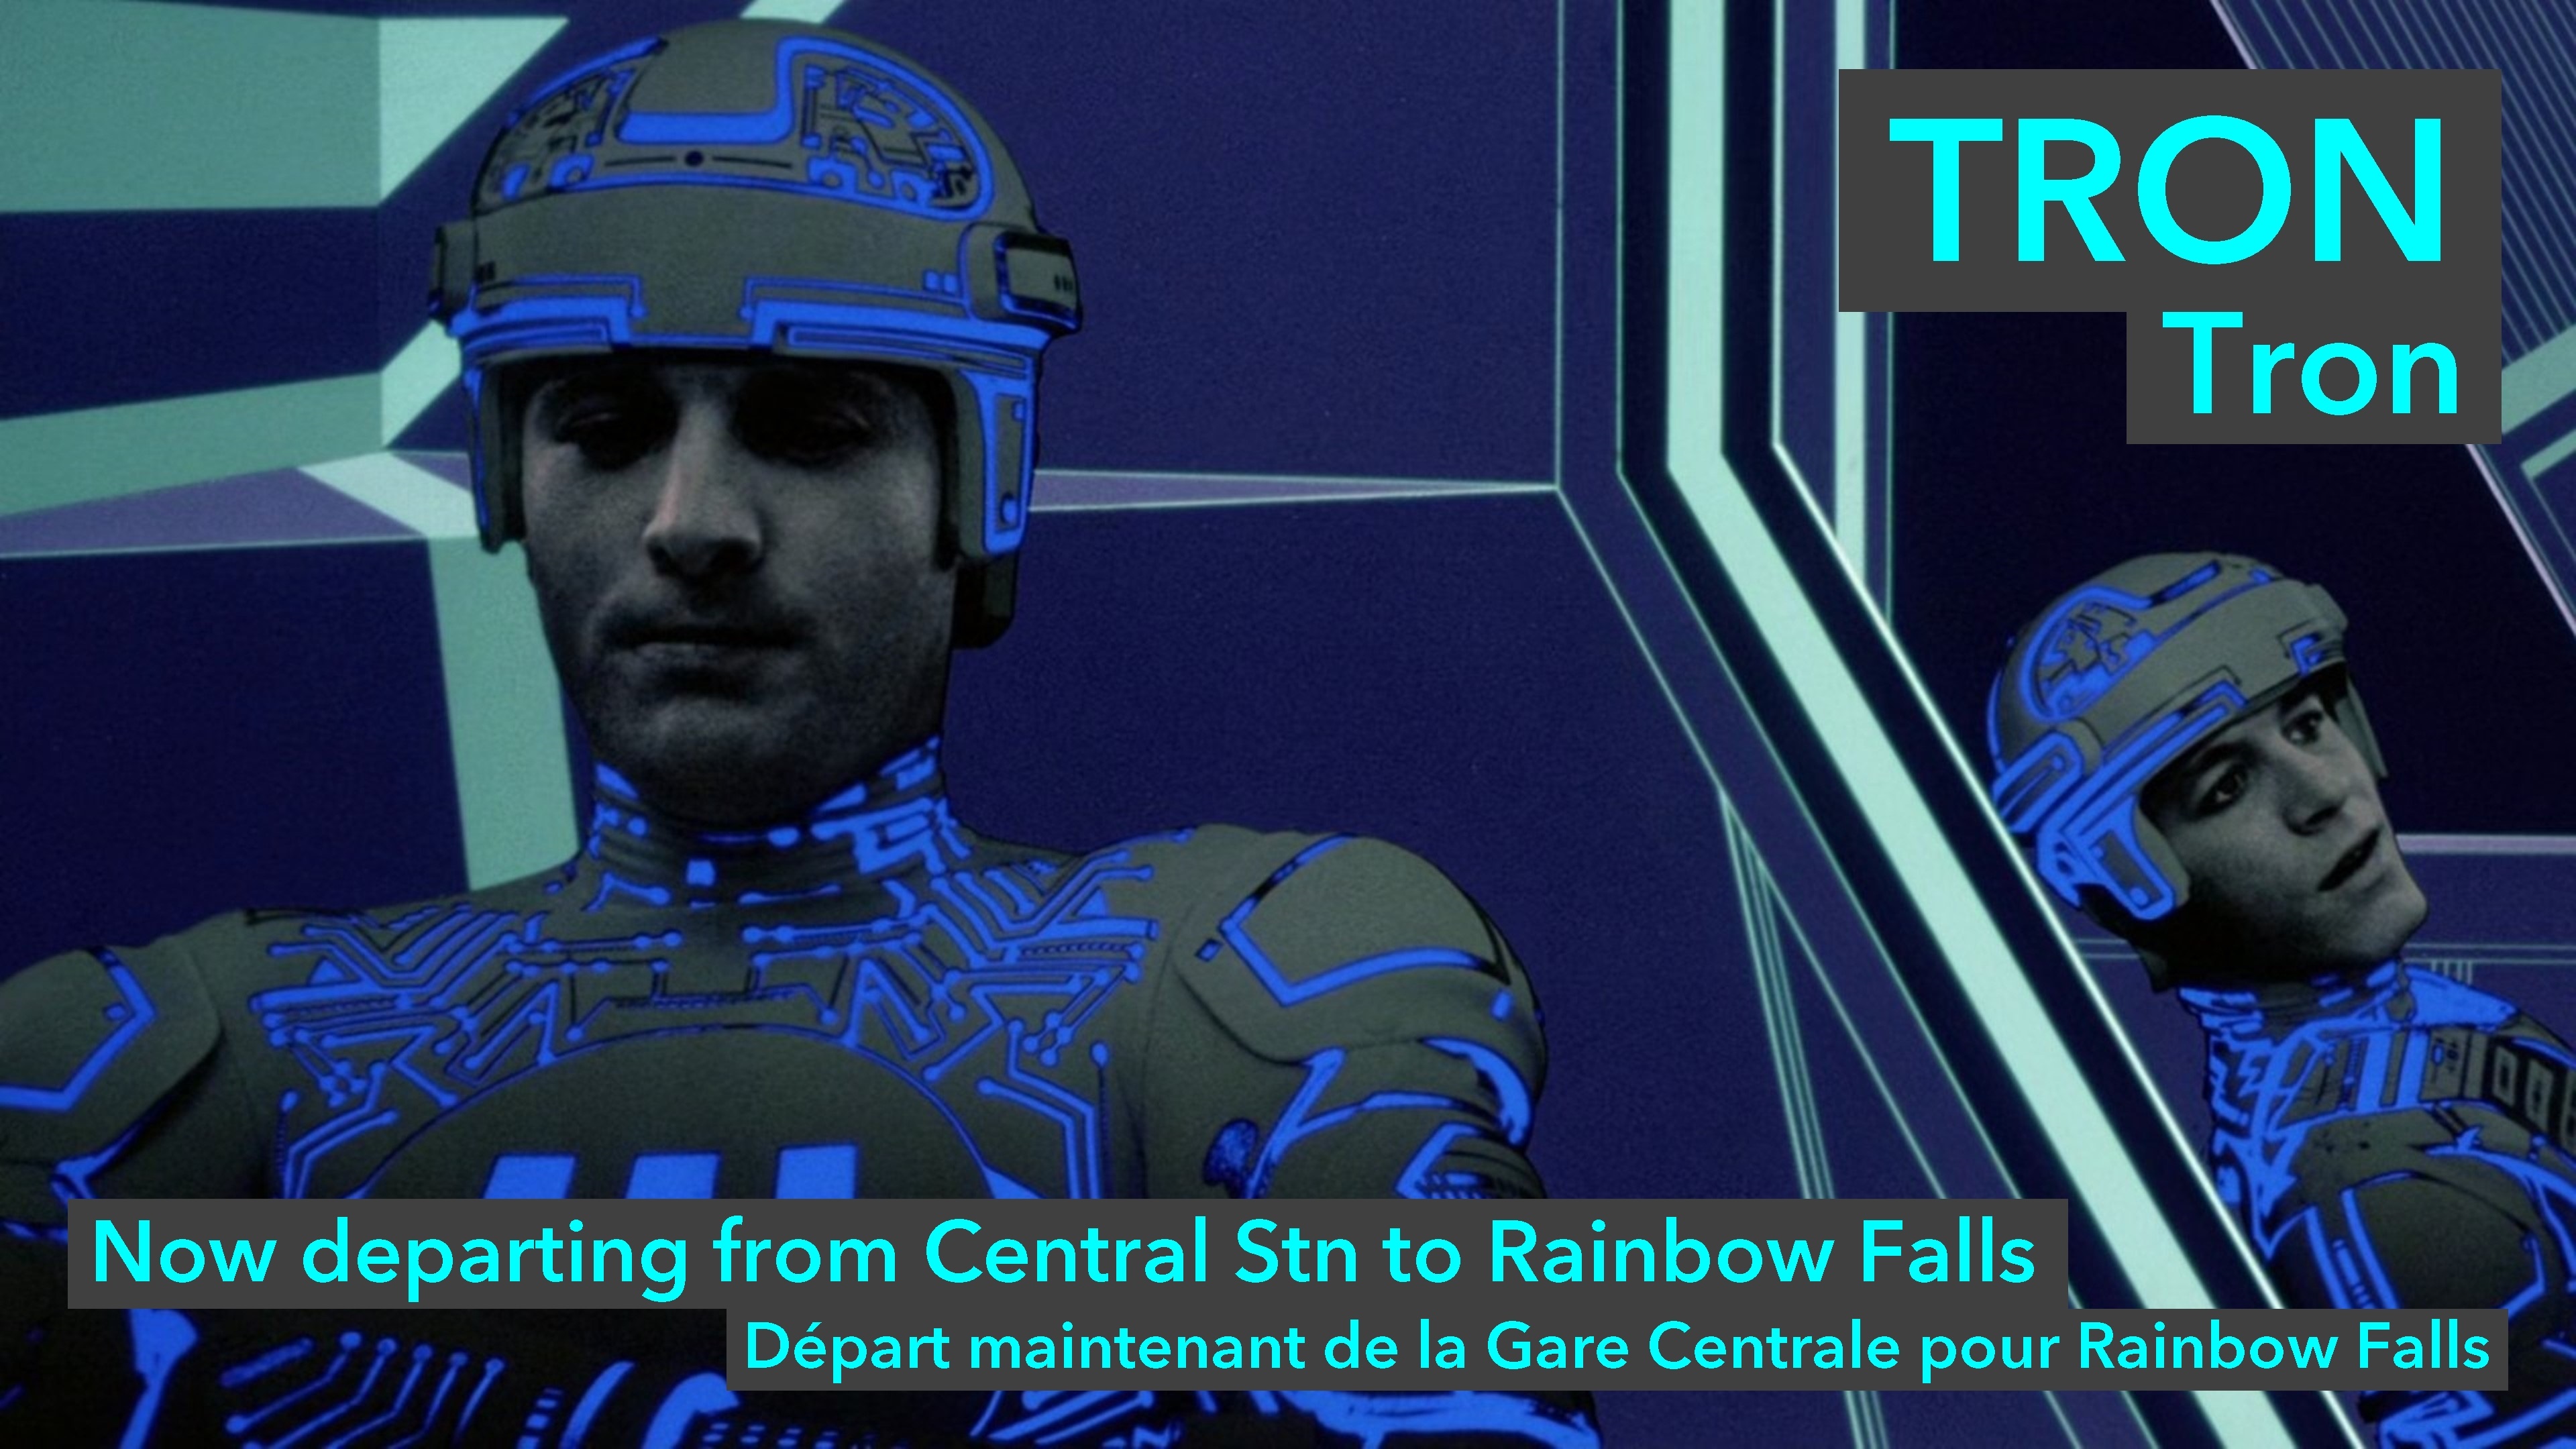 TRON
Tron
Now departing from Central Stn to Rainbow Falls
Départ maintenant de la Gare Centrale pour Rainbow Falls